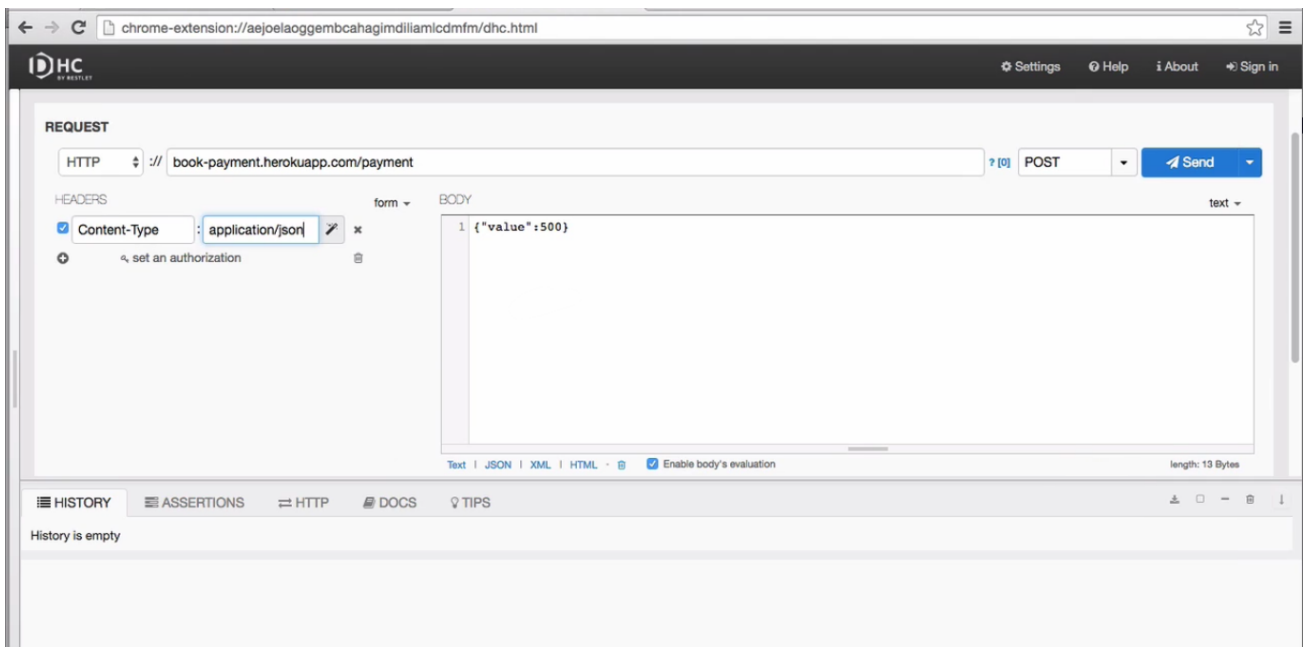 chrome-extension://aejoelaoggembcahagimdiliamlcdmfm/dhc.html
DHC
BY RESTLET
Settings Help i About Sign in
REQUEST
HTTP :// book-payment.herokuapp.com/payment ? [0] POST Send
HEADERS form BODY text
Content-Type : application/json 1 {"value":500}
set an authorization
Text | JSON | XML | HTML - Enable body's evaluation length: 13 Bytes
HISTORY ASSERTIONS HTTP DOCS TIPS
History is empty